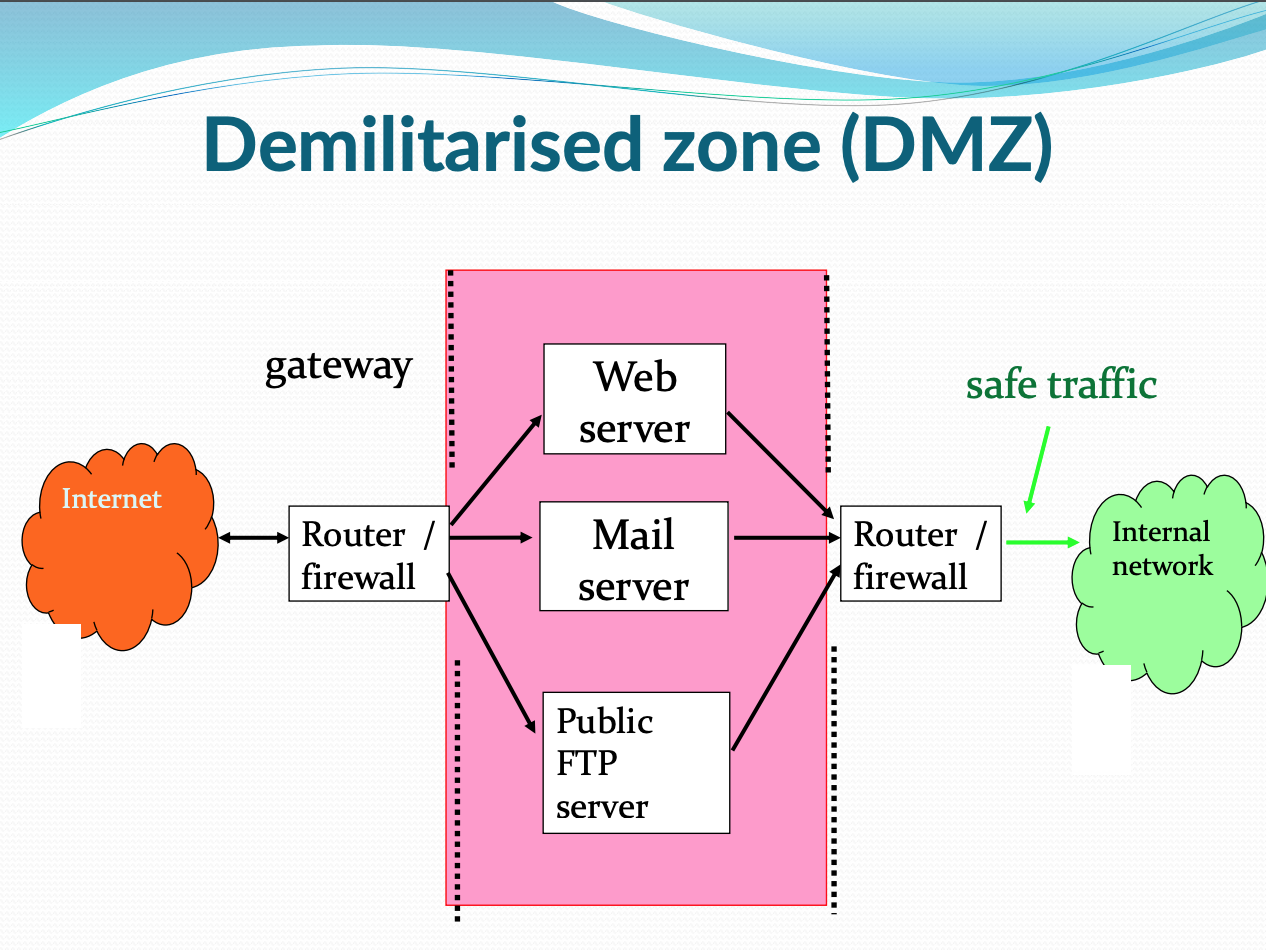 Demilitarised zone (DMZ)
gateway
Web
server
safe traffic
Internet
Router /
firewall
Mail
server
Router /
firewall
Internal
network
Public
FTP
server